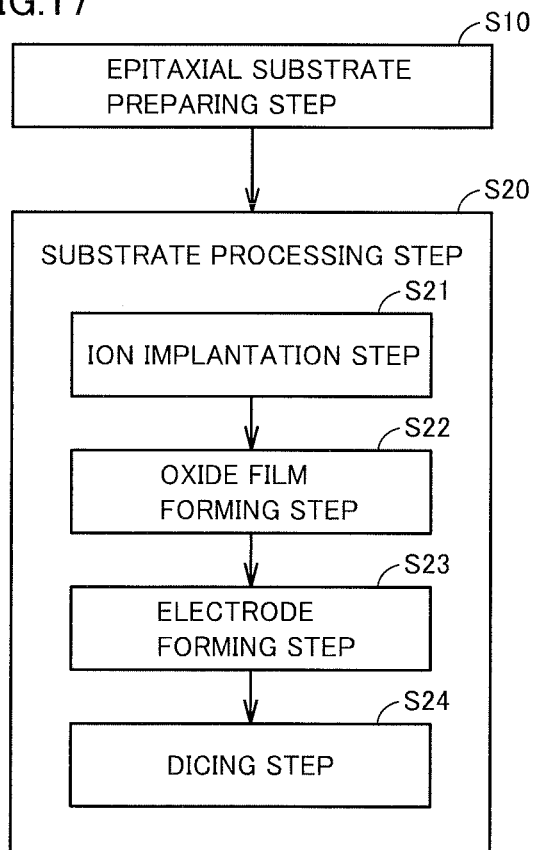 FIG.17
S10
EPITAXIAL SUBSTRATE
PREPARING STEP
S20
SUBSTRATE PROCESSING STEP
S21
ION IMPLANTATION STEP
S22
OXIDE FILM
FORMING STEP
S23
ELECTRODE
FORMING STEP
S24
DICING STEP